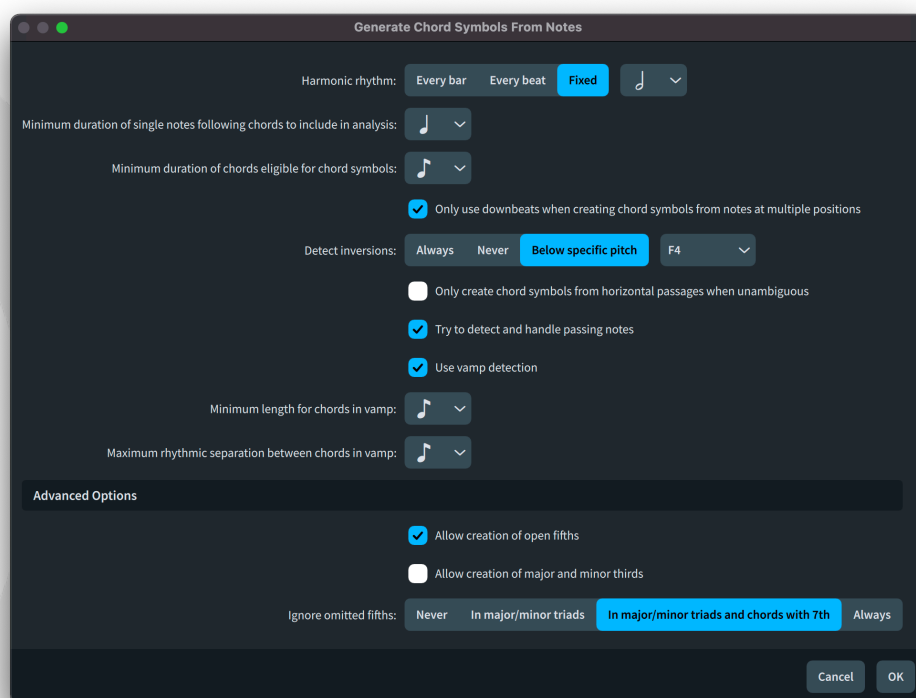 Generate Chord Symbols From Notes
Harmonic rhythm: Every bar Every beat Fixed
Minimum duration of single notes following chords to include in analysis:
Minimum duration of chords eligible for chord symbols:
Only use downbeats when creating chord symbols from notes at multiple positions
Detect inversions: Always Never Below specific pitch F4
Only create chord symbols from horizontal passages when unambiguous
Try to detect and handle passing notes
Use vamp detection
Minimum length for chords in vamp:
Maximum rhythmic separation between chords in vamp:
Advanced Options
Allow creation of open fifths
Allow creation of major and minor thirds
Ignore omitted fifths: Never In major/minor triads In major/minor triads and chords with 7th Always
Cancel OK